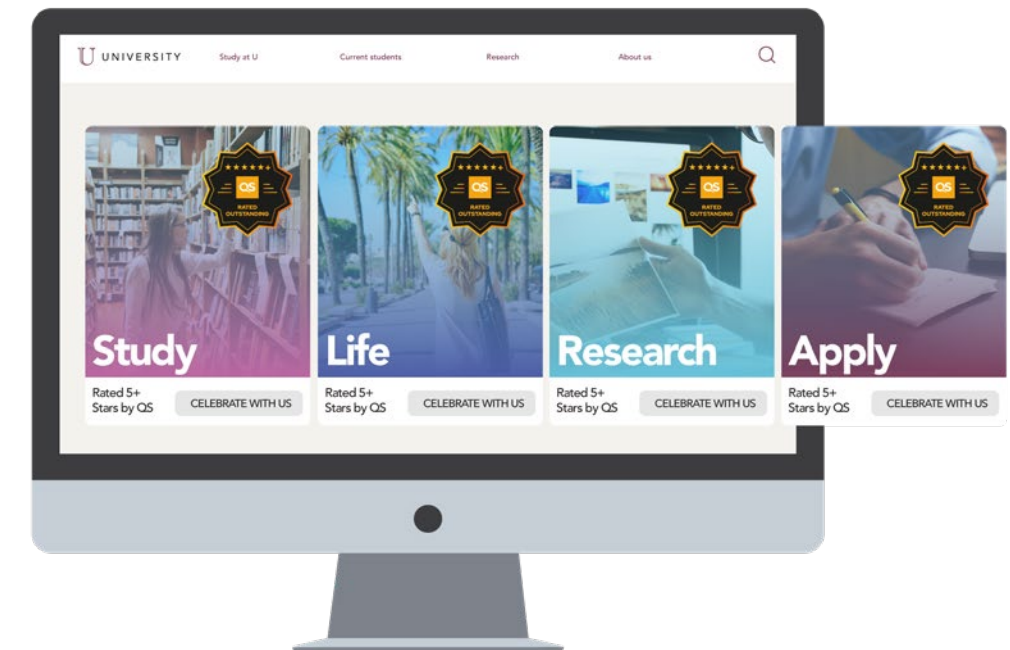 U UNIVERSITY
Study at U
Current students
Research
About us
QS
RATED
OUTSTANDING
QS
RATED
OUTSTANDING
QS
RATED
OUTSTANDING
QS
RATED
OUTSTANDING
Study
Life
Research
Apply
Rated 5+
Stars by QS
CELEBRATE WITH US
Rated 5+
Stars by QS
CELEBRATE WITH US
Rated 5+
Stars by QS
CELEBRATE WITH US
Rated 5+
Stars by QS
CELEBRATE WITH US